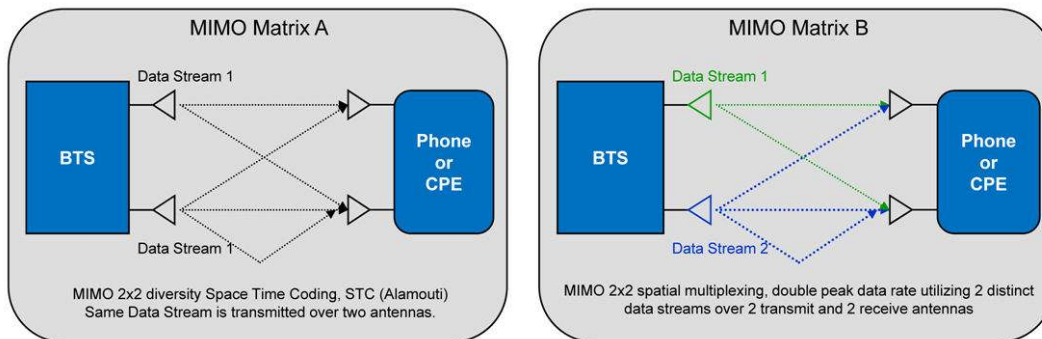 MIMO Matrix A
Data Stream 1
BTS
Phone
or
CPE
Data Stream 1
MIMO 2x2 diversity Space Time Coding, STC (Alamouti)
Same Data Stream is transmitted over two antennas.
MIMO Matrix B
Data Stream 1
BTS
Phone
or
CPE
Data Stream 2
MIMO 2x2 spatial multiplexing, double peak data rate utilizing 2 distinct
data streams over 2 transmit and 2 receive antennas